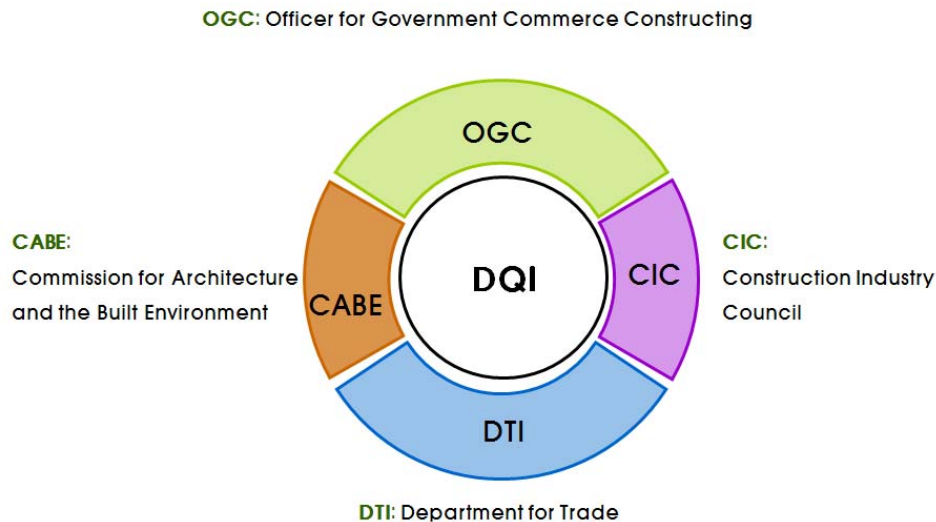 OGC: Officer for Government Commerce Constructing
OGC
CABE:
Commission for Architecture
and the Built Environment
CABE
DQI
CIC
CIC:
Construction Industry
Council
DTI
DTI: Department for Trade